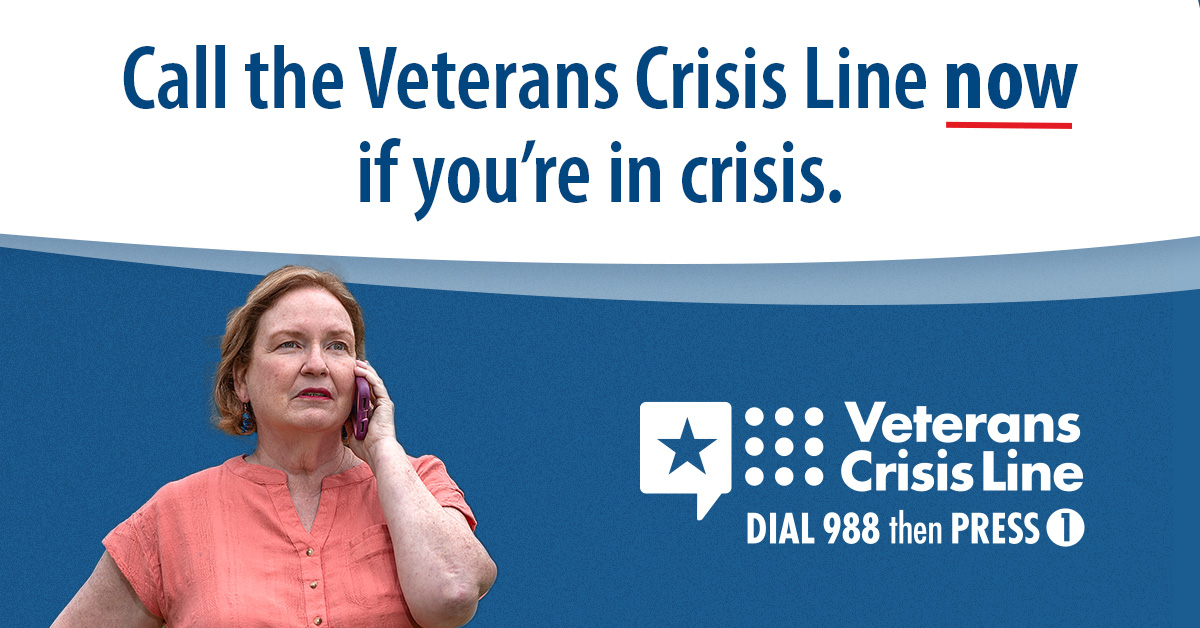 Call the Veterans Crisis Line now
if you're in crisis.
Veterans
Crisis Line
DIAL 988 then PRESS 1